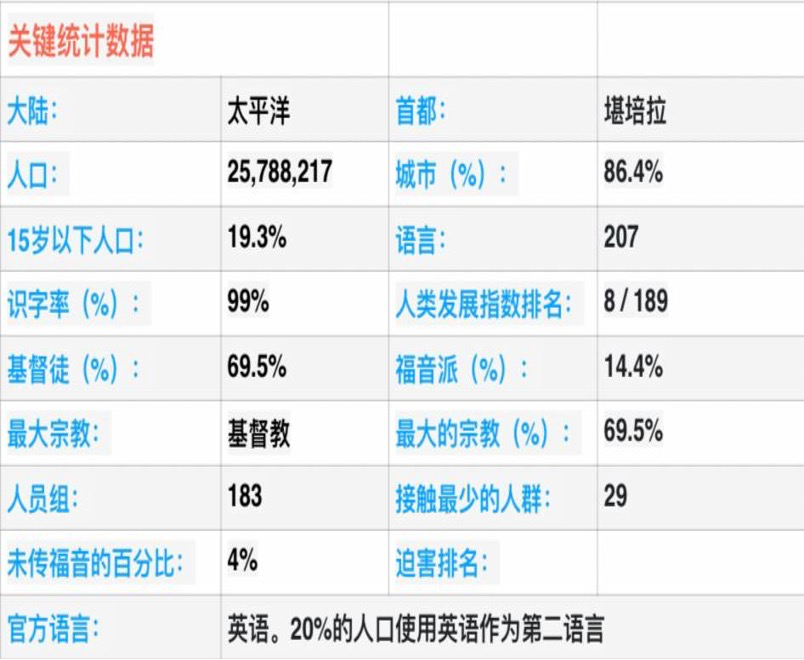 关键统计数据
大陆： 太平洋 首都： 堪培拉
人口： 25,788,217 城市（%）： 86.4%
15岁以下人口： 19.3% 语言： 207
识字率（%）： 99% 人类发展指数排名： 8 / 189
基督徒（%）： 69.5% 福音派（%）： 14.4%
最大宗教： 基督教 最大的宗教（%）： 69.5%
人员组： 183 接触最少的人群： 29
未传福音的百分比： 4% 迫害排名：
官方语言： 英语。20%的人口使用英语作为第二语言